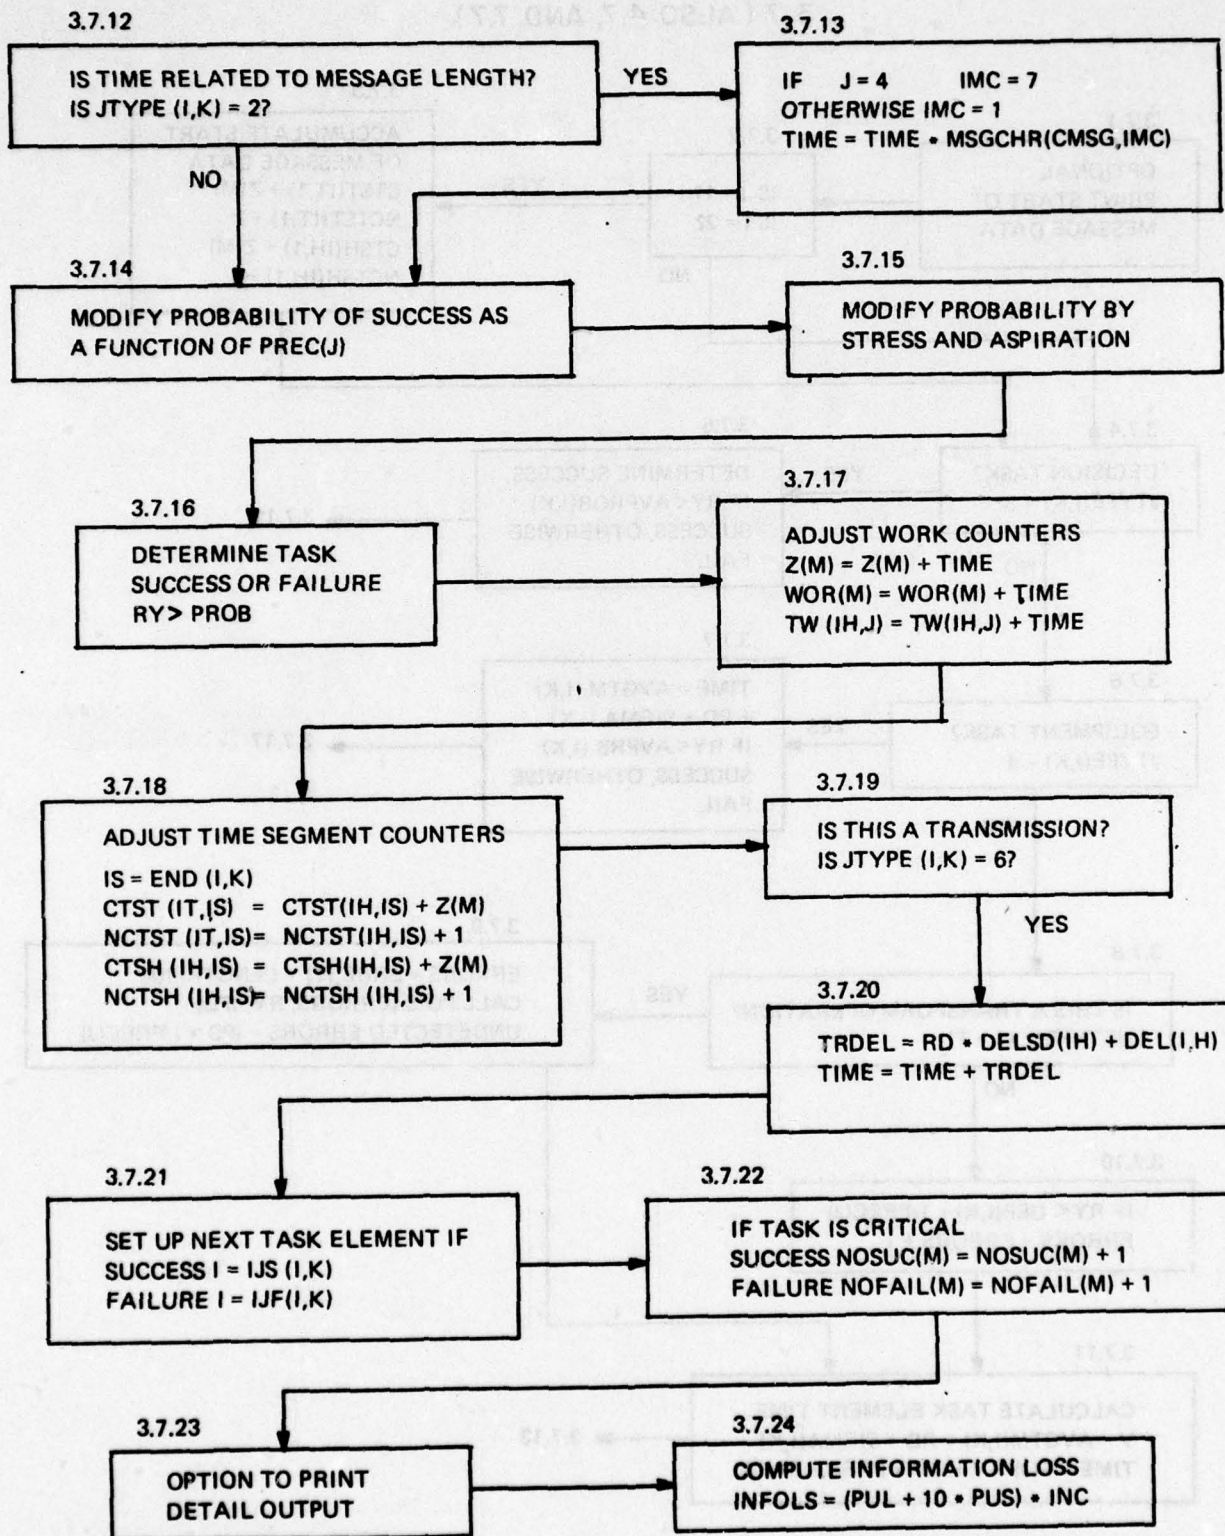 3.7.12
IS TIME RELATED TO MESSAGE LENGTH?
IS JTYPE (I,K) = 2?
YES
NO
3.7.13
IF J = 4 IMC = 7
OTHERWISE IMC = 1
TIME = TIME * MSGCHR(CMSG,IMC)
3.7.14
MODIFY PROBABILITY OF SUCCESS AS
A FUNCTION OF PREC(J)
3.7.15
MODIFY PROBABILITY BY
STRESS AND ASPIRATION
3.7.16
DETERMINE TASK
SUCCESS OR FAILURE
RY > PROB
3.7.17
ADJUST WORK COUNTERS
Z(M) = Z(M) + TIME
WOR(M) = WOR(M) + TIME
TW (IH,J) = TW(IH,J) + TIME
3.7.18
ADJUST TIME SEGMENT COUNTERS
IS = END (I,K)
CTST (IT,IS) = CTST(IH,IS) + Z(M)
NCTST (IT,IS)= NCTST(IH,IS) + 1
CTSH (IH,IS) = CTSH(IH,IS) + Z(M)
NCTSH (IH,IS)= NCTSH (IH,IS) + 1
3.7.19
IS THIS A TRANSMISSION?
IS JTYPE (I,K) = 6?
YES
3.7.20
TRDEL = RD * DELSD(IH) + DEL(I,H)
TIME = TIME + TRDEL
3.7.21
SET UP NEXT TASK ELEMENT IF
SUCCESS I = IJS (I,K)
FAILURE I = IJF(I,K)
3.7.22
IF TASK IS CRITICAL
SUCCESS NOSUC(M) = NOSUC(M) + 1
FAILURE NOFAIL(M) = NOFAIL(M) + 1
3.7.23
OPTION TO PRINT
DETAIL OUTPUT
3.7.24
COMPUTE INFORMATION LOSS
INFOLS = (PUL + 10 * PUS) * INC